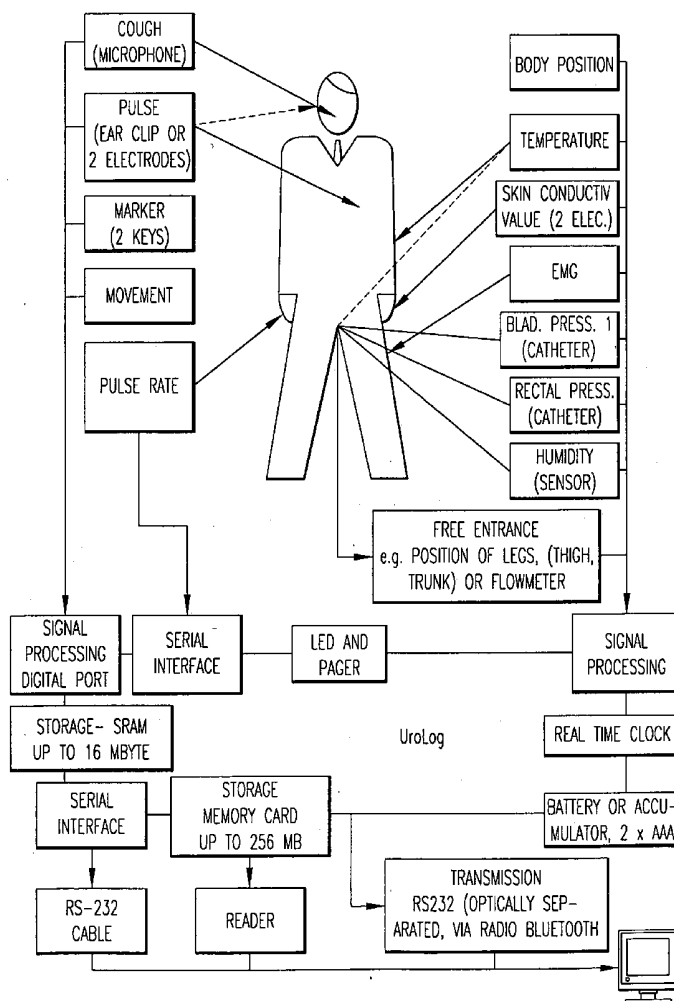 COUGH
(MICROPHONE)
PULSE
(EAR CLIP OR
2 ELECTRODES)
MARKER
(2 KEYS)
MOVEMENT
PULSE RATE
BODY POSITION
TEMPERATURE
SKIN CONDUCTIV
VALUE (2 ELEC.)
EMG
BLAD. PRESS. 1
(CATHETER)
RECTAL PRESS.
(CATHETER)
HUMIDITY
(SENSOR)
FREE ENTRANCE
e.g. POSITION OF LEGS, (THIGH,
TRUNK) OR FLOWMETER
SIGNAL
PROCESSING
DIGITAL PORT
SERIAL
INTERFACE
LED AND
PAGER
SIGNAL
PROCESSING
STORAGE- SRAM
UP TO 16 MBYTE
UroLog
REAL TIME CLOCK
SERIAL
INTERFACE
STORAGE
MEMORY CARD
UP TO 256 MB
BATTERY OR ACCU-
MULATOR, 2 x AAA
RS-232
CABLE
READER
TRANSMISSION
RS232 (OPTICALLY SEP-
ARATED, VIA RADIO BLUETOOTH